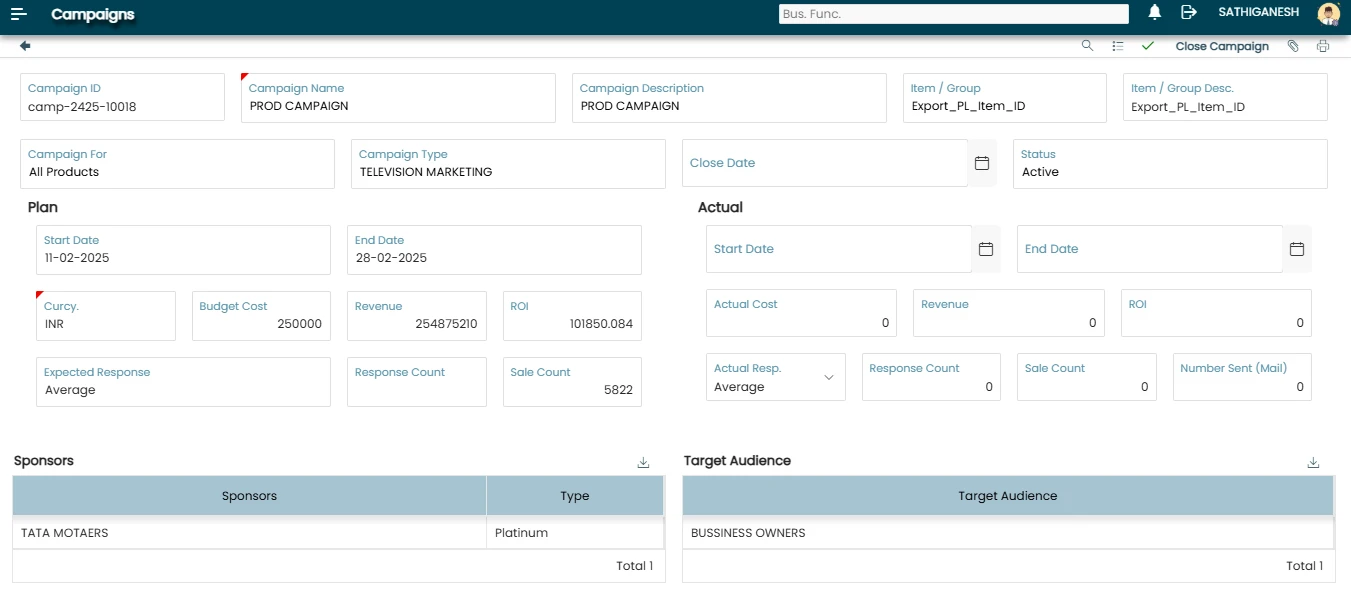 Campaigns
Bus. Func.
SATHIGANESH
Close Campaign
Campaign ID
camp-2425-10018
Campaign Name
PROD CAMPAIGN
Campaign Description
PROD CAMPAIGN
Item / Group
Export_PL_Item_ID
Item / Group Desc.
Export_PL_Item_ID
Campaign For
All Products
Campaign Type
TELEVISION MARKETING
Close Date
Status
Active
Plan
Start Date
11-02-2025
End Date
28-02-2025
Curcy.
INR
Budget Cost
250000
Revenue
254875210
ROI
101850.084
Expected Response
Average
Response Count
Sale Count
5822
Actual
Start Date
End Date
Actual Cost
0
Revenue
0
ROI
0
Actual Resp.
Average
Response Count
0
Sale Count
0
Number Sent (Mail)
0
Sponsors
Sponsors Type
TATA MOTAERS Platinum
Total 1
Target Audience
Target Audience
BUSSINESS OWNERS
Total 1